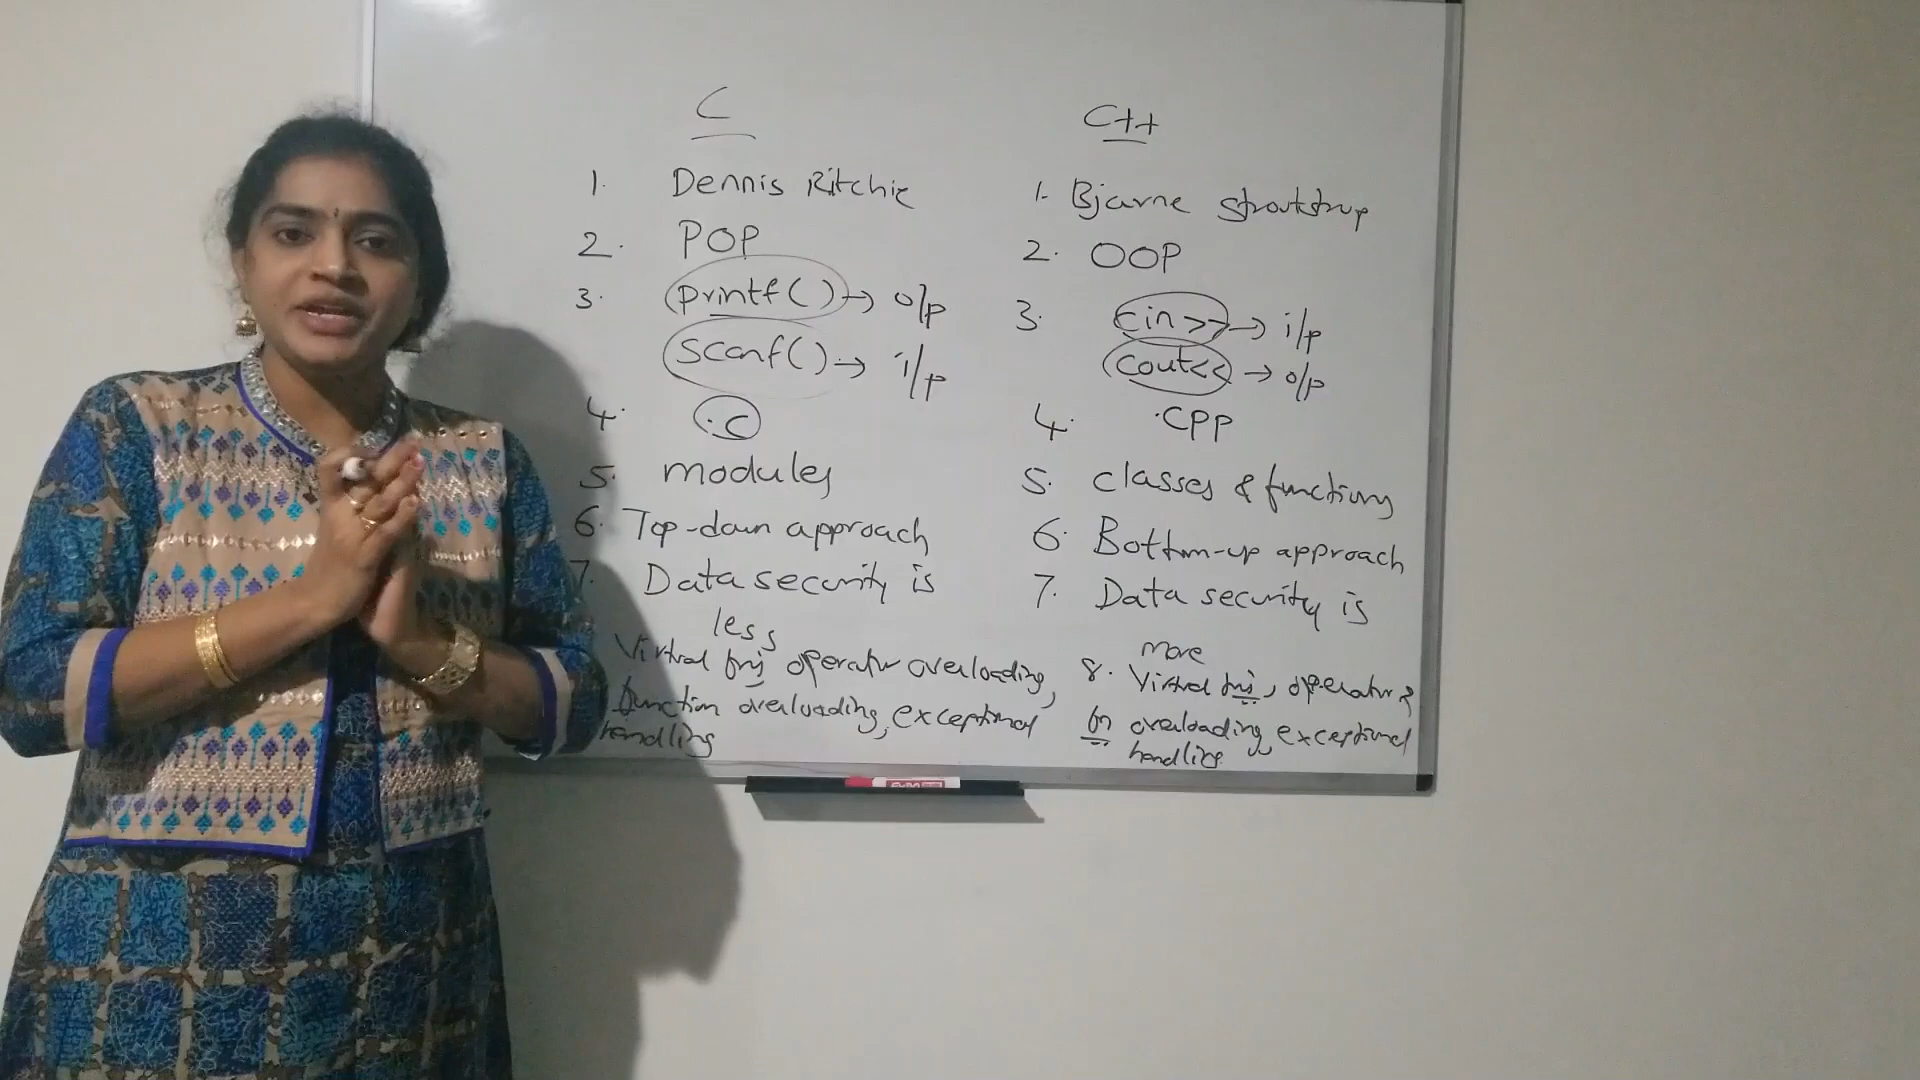 C
1. Dennis Ritchie
2. POP
3. printf() → o/p
scanf() → i/p
4. .C
5. modules
6. Top-down approach
7. Data security is
less
Virtual fns operator overloading,
function overloading, exceptional
handling
C++
1. Bjarne Stroutstrup
2. OOP
3. cin>> → i/p
cout<< → o/p
4. .CPP
5. classes & functions
6. Bottom-up approach
7. Data security is
more
8. Virtual fns, operator &
fn overloading, exceptional
handling